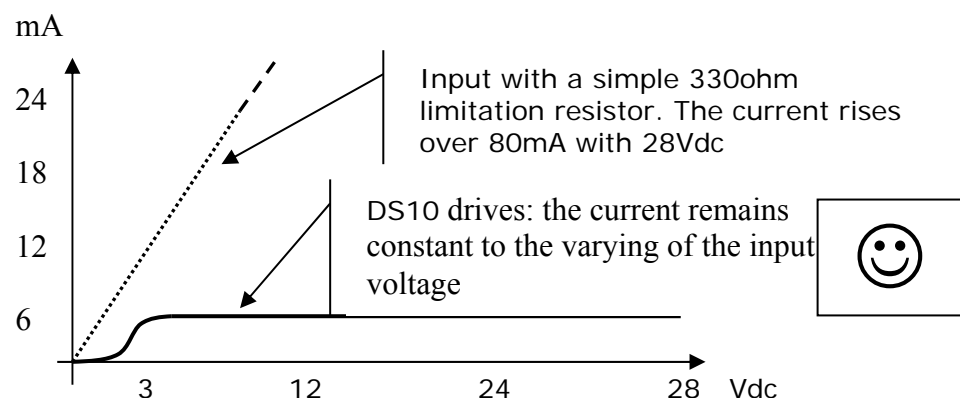 mA
24
18
12
6
Input with a simple 330ohm
limitation resistor. The current rises
over 80mA with 28Vdc
DS10 drives: the current remains
constant to the varying of the input
voltage
3 12 24 28 Vdc